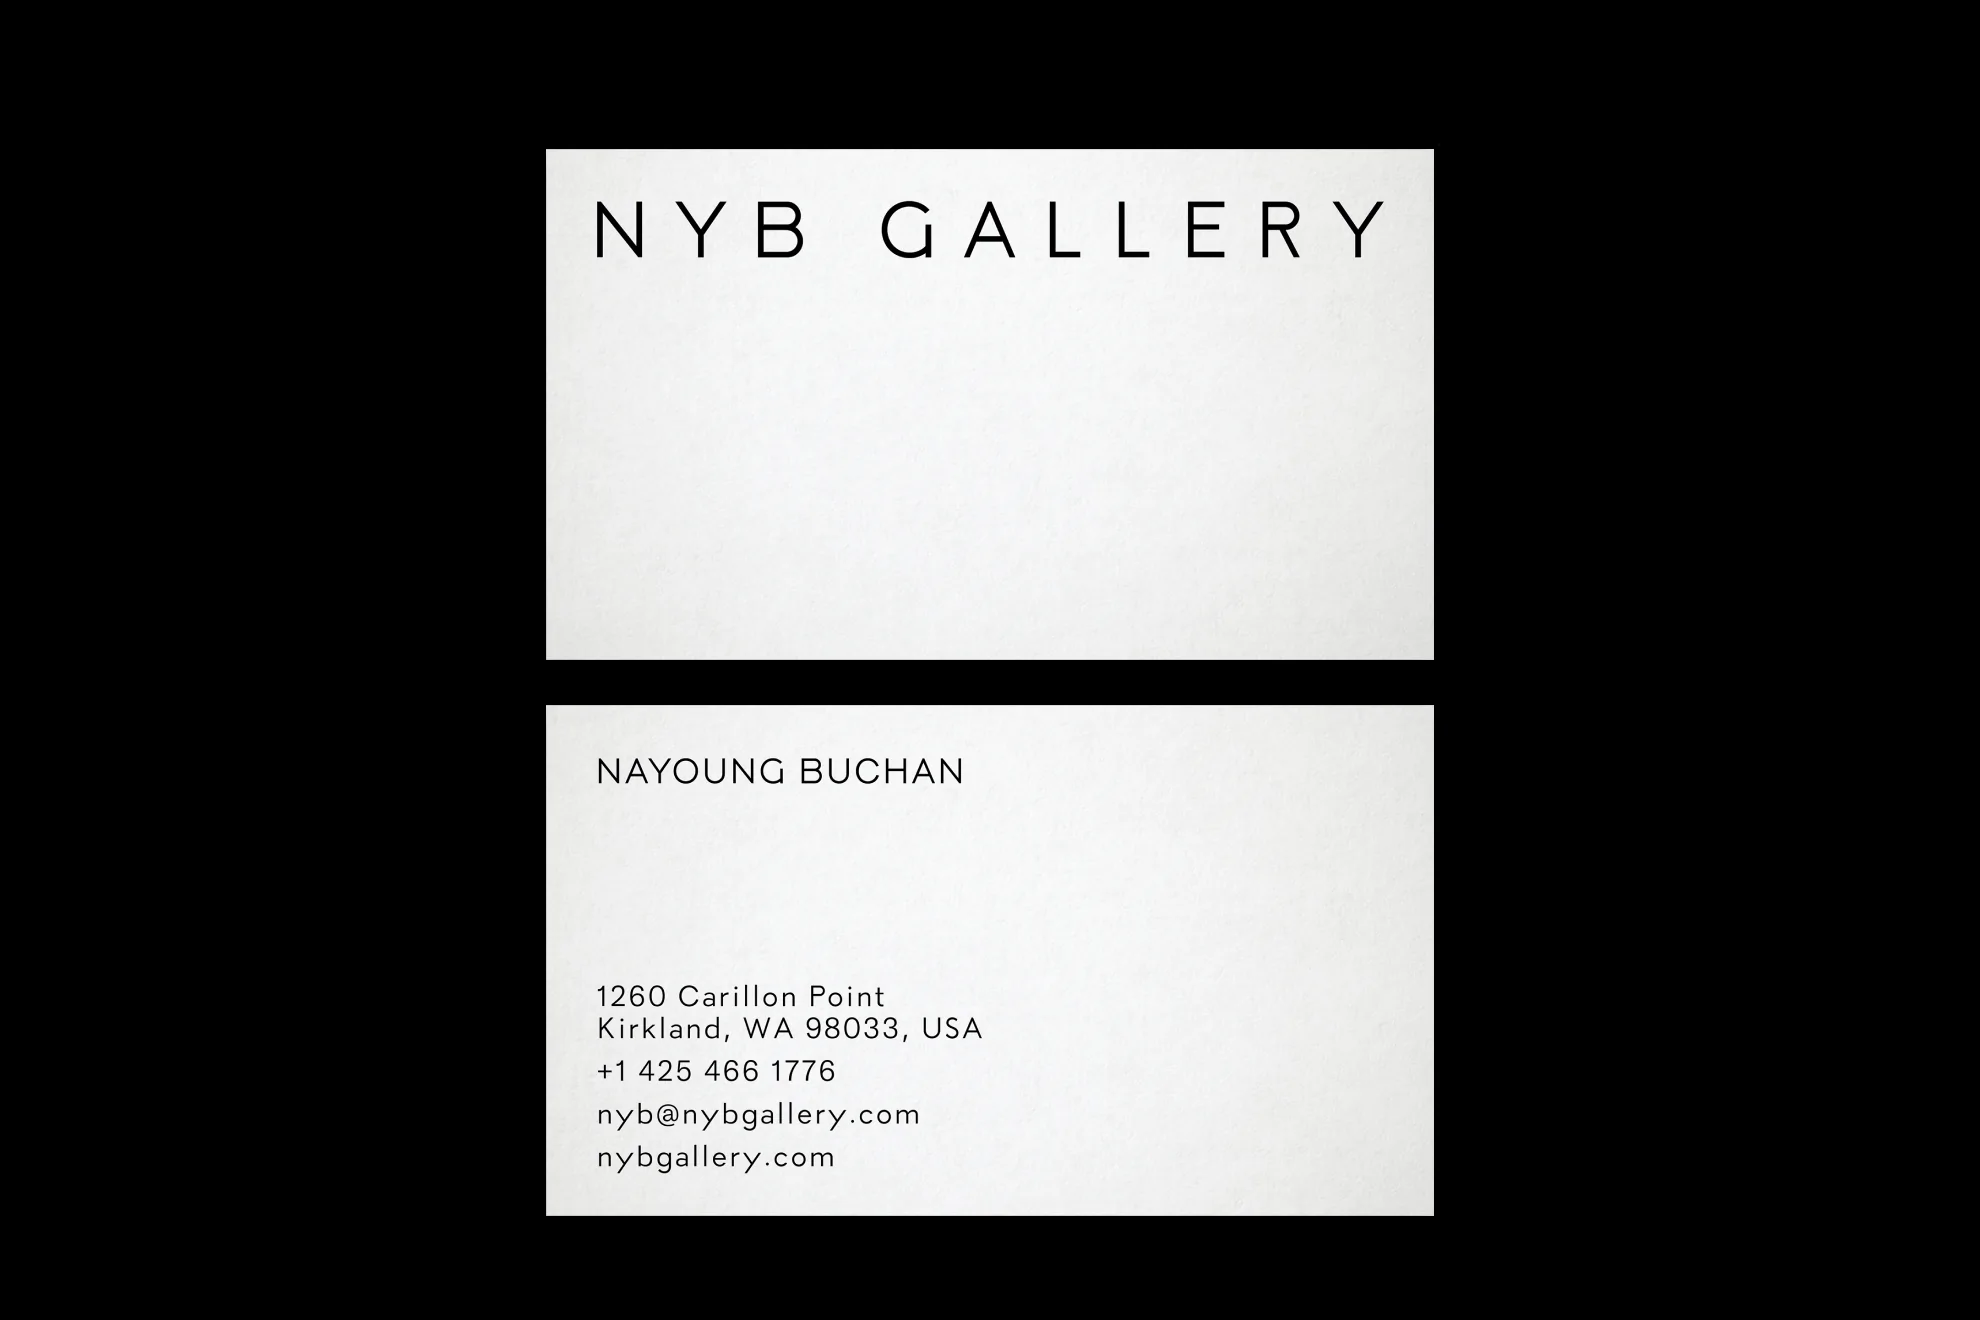 NYB GALLERY
NAYOUNG BUCHAN
1260 Carillon Point
Kirkland, WA 98033, USA
+1 425 466 1776
nyb@nybgallery.com
nybgallery.com